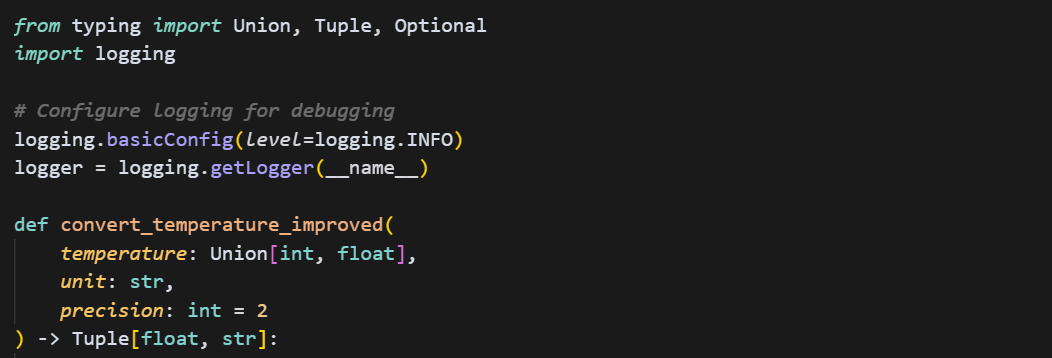 from typing import Union, Tuple, Optional
import logging

# Configure logging for debugging
logging.basicConfig(level=logging.INFO)
logger = logging.getLogger(__name__)

def convert_temperature_improved(
    temperature: Union[int, float],
    unit: str,
    precision: int = 2
) -> Tuple[float, str]: